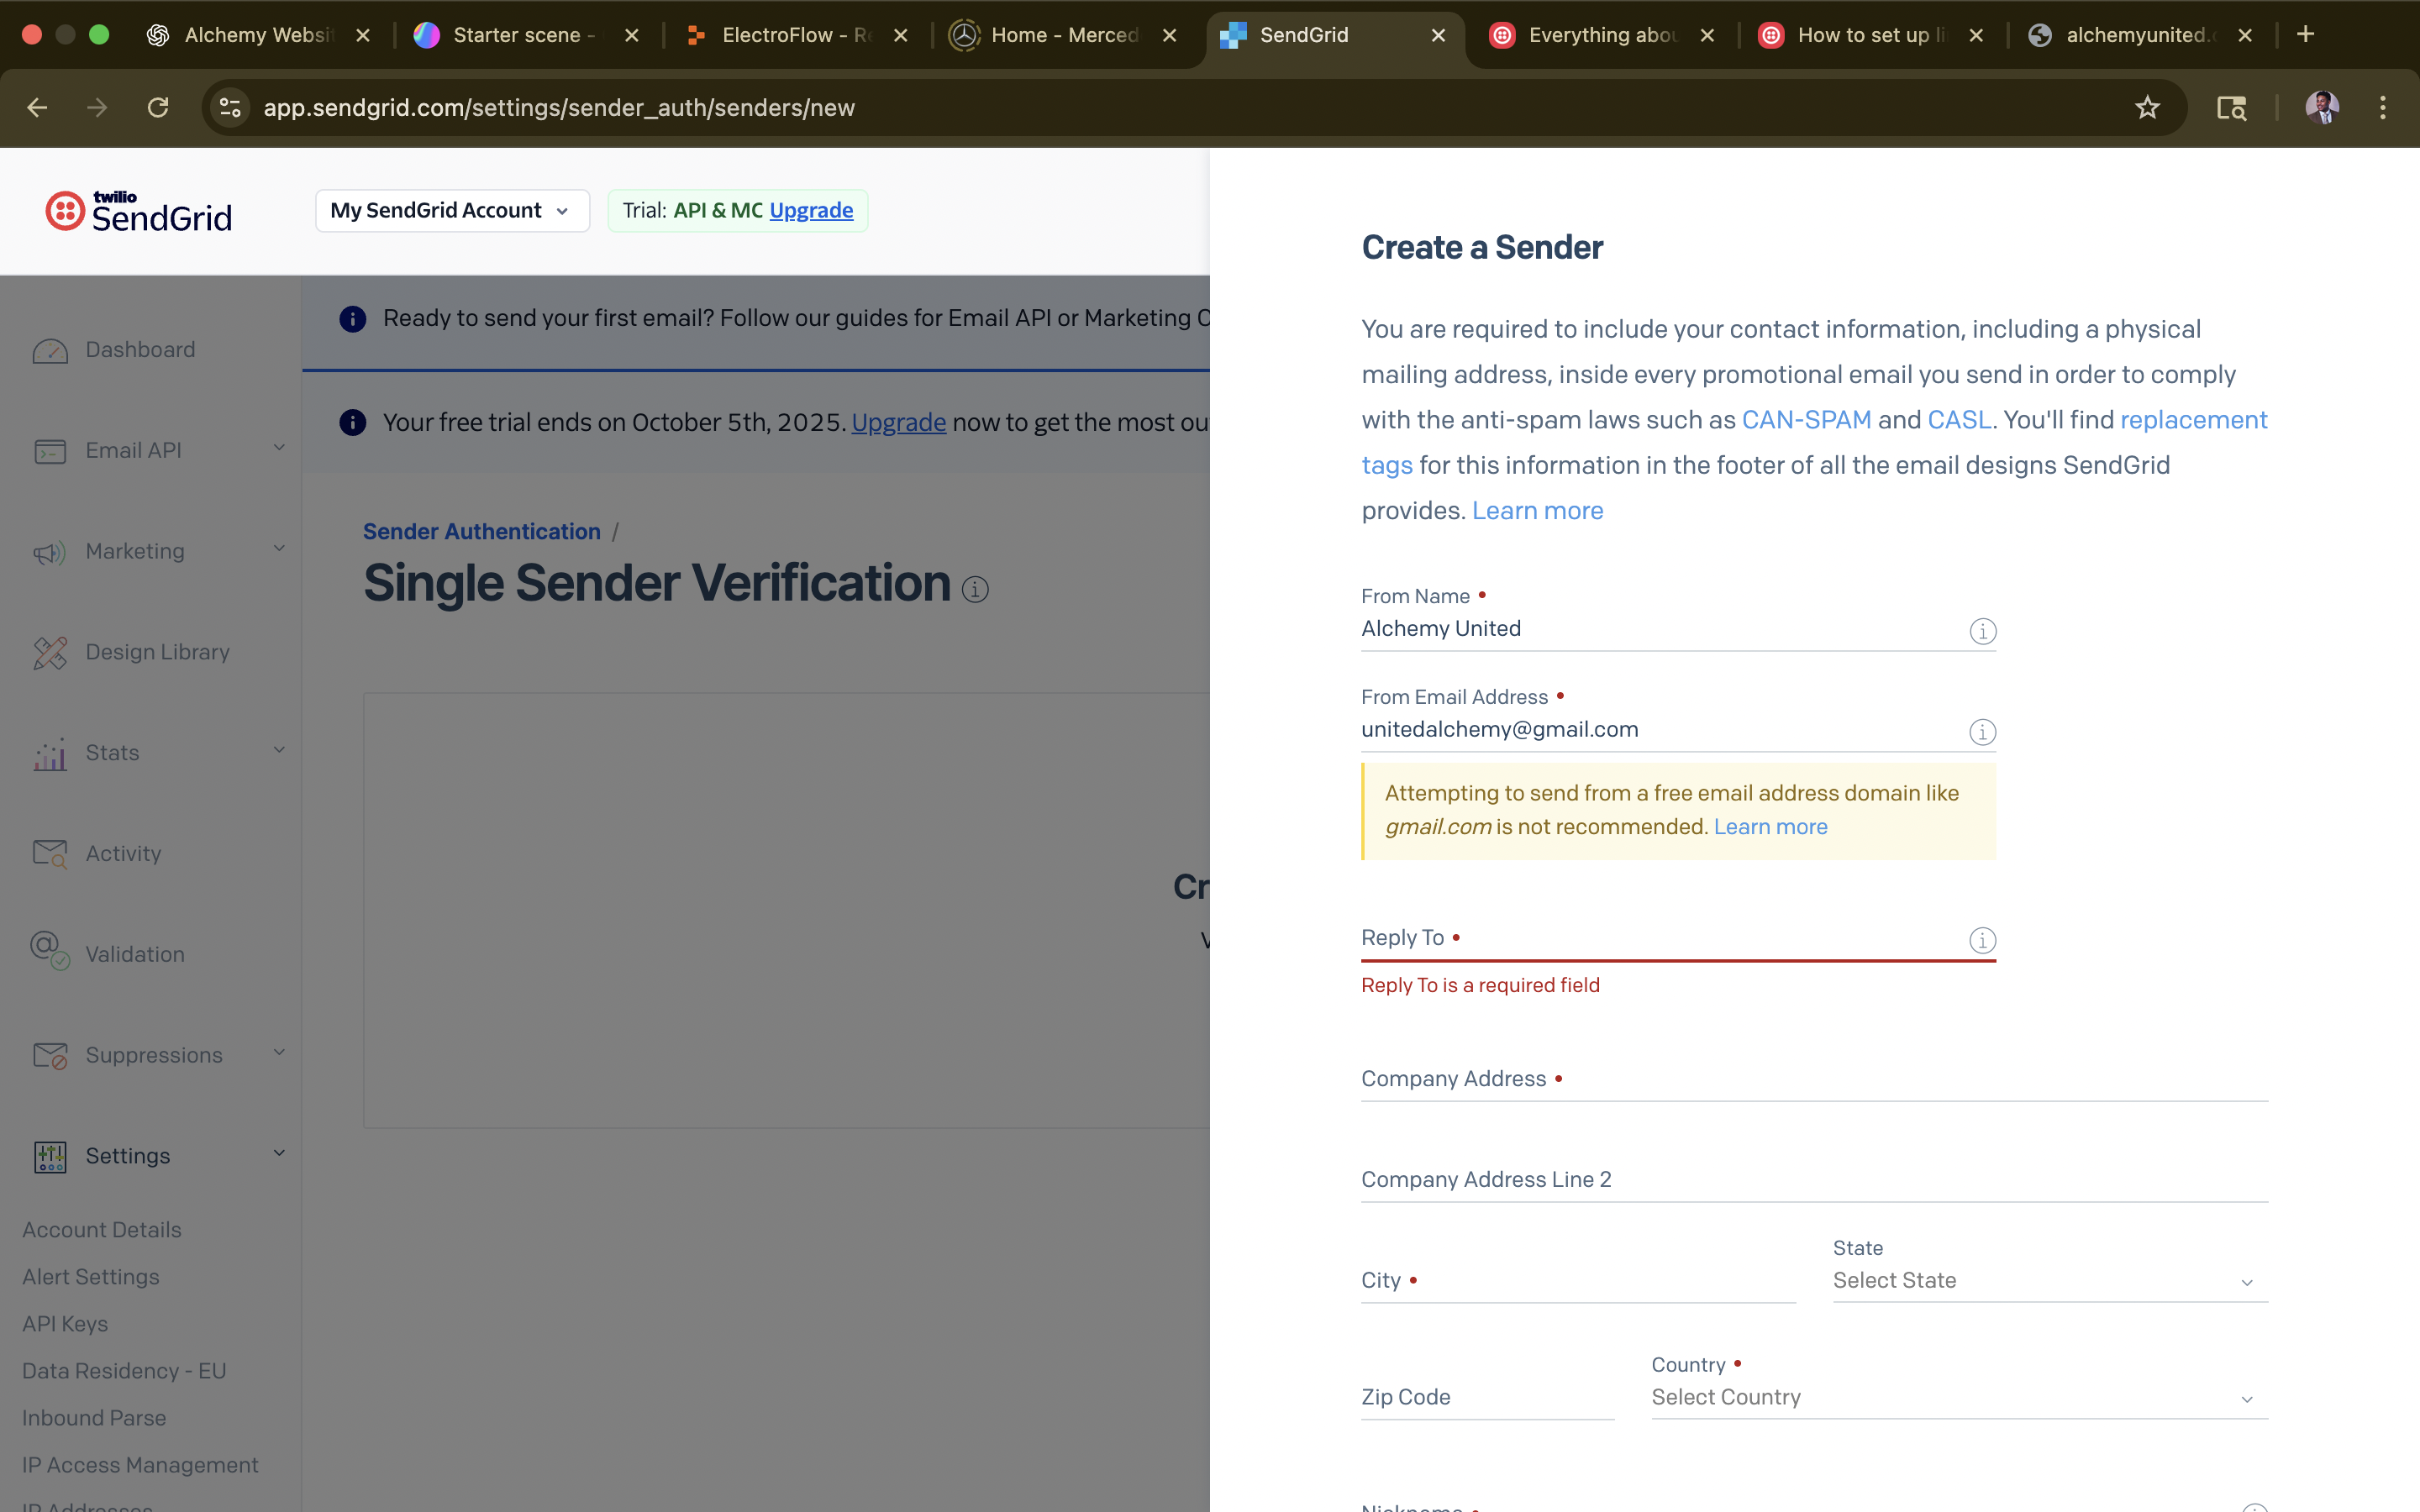 Alchemy Websi
Starter scene -
ElectroFlow - Re
Home - Merced
SendGrid
Everything abou
How to set up li
alchemyunited.
app.sendgrid.com/settings/sender_auth/senders/new
twilio
SendGrid
My SendGrid Account
Trial: API & MC Upgrade
Dashboard
Email API
Marketing
Design Library
Stats
Activity
Validation
Suppressions
Settings
Account Details
Alert Settings
API Keys
Data Residency - EU
Inbound Parse
IP Access Management
IP Addresses
Ready to send your first email? Follow our guides for Email API or Marketing C
Your free trial ends on October 5th, 2025. Upgrade now to get the most ou
Sender Authentication /
Single Sender Verification
Cr
Create a Sender
You are required to include your contact information, including a physical
mailing address, inside every promotional email you send in order to comply
with the anti-spam laws such as CAN-SPAM and CASL. You'll find replacement
tags for this information in the footer of all the email designs SendGrid
provides. Learn more
From Name •
Alchemy United
From Email Address •
unitedalchemy@gmail.com
Attempting to send from a free email address domain like
gmail.com is not recommended. Learn more
Reply To •
Reply To is a required field
Company Address •
Company Address Line 2
City •
State
Select State
Zip Code
Country •
Select Country
Nickname •